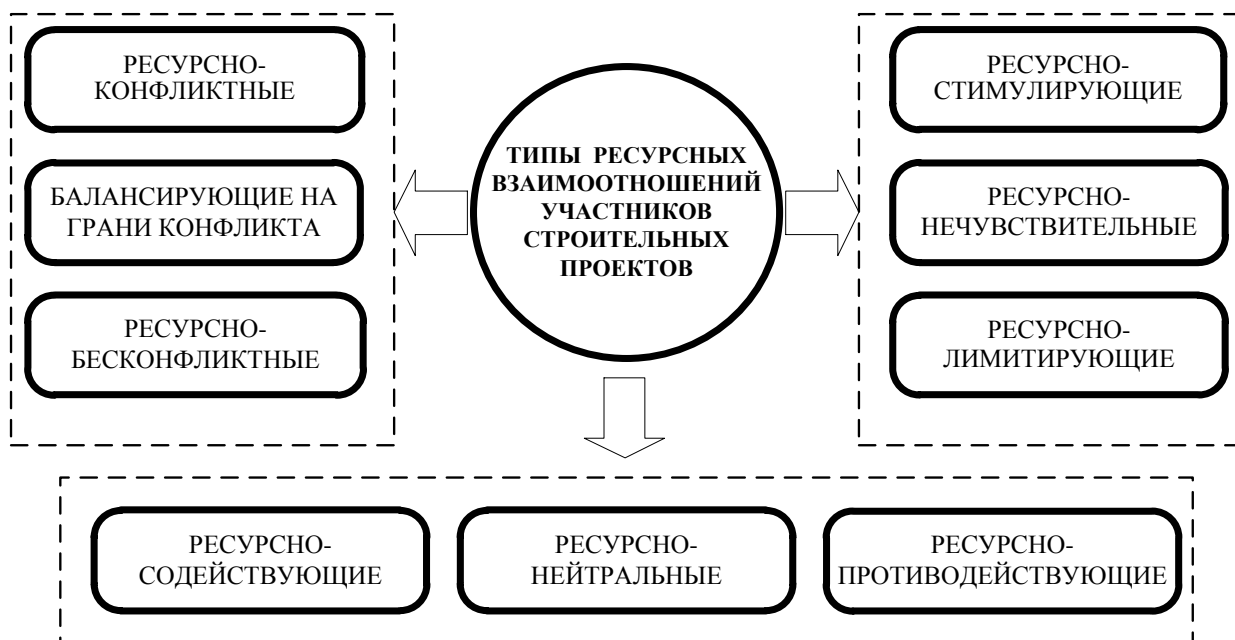 РЕСУРСНО-
КОНФЛИКТНЫЕ
БАЛАНСИРУЮЩИЕ НА
ГРАНИ КОНФЛИКТА
РЕСУРСНО-
БЕСКОНФЛИКТНЫЕ
ТИПЫ РЕСУРСНЫХ
ВЗАИМООТНОШЕНИЙ
УЧАСТНИКОВ
СТРОИТЕЛЬНЫХ
ПРОЕКТОВ
РЕСУРСНО-
СТИМУЛИРУЮЩИЕ
РЕСУРСНО-
НЕЧУВСТВИТЕЛЬНЫЕ
РЕСУРСНО-
ЛИМИТИРУЮЩИЕ
РЕСУРСНО-
СОДЕЙСТВУЮЩИЕ
РЕСУРСНО-
НЕЙТРАЛЬНЫЕ
РЕСУРСНО-
ПРОТИВОДЕЙСТВУЮЩИЕ